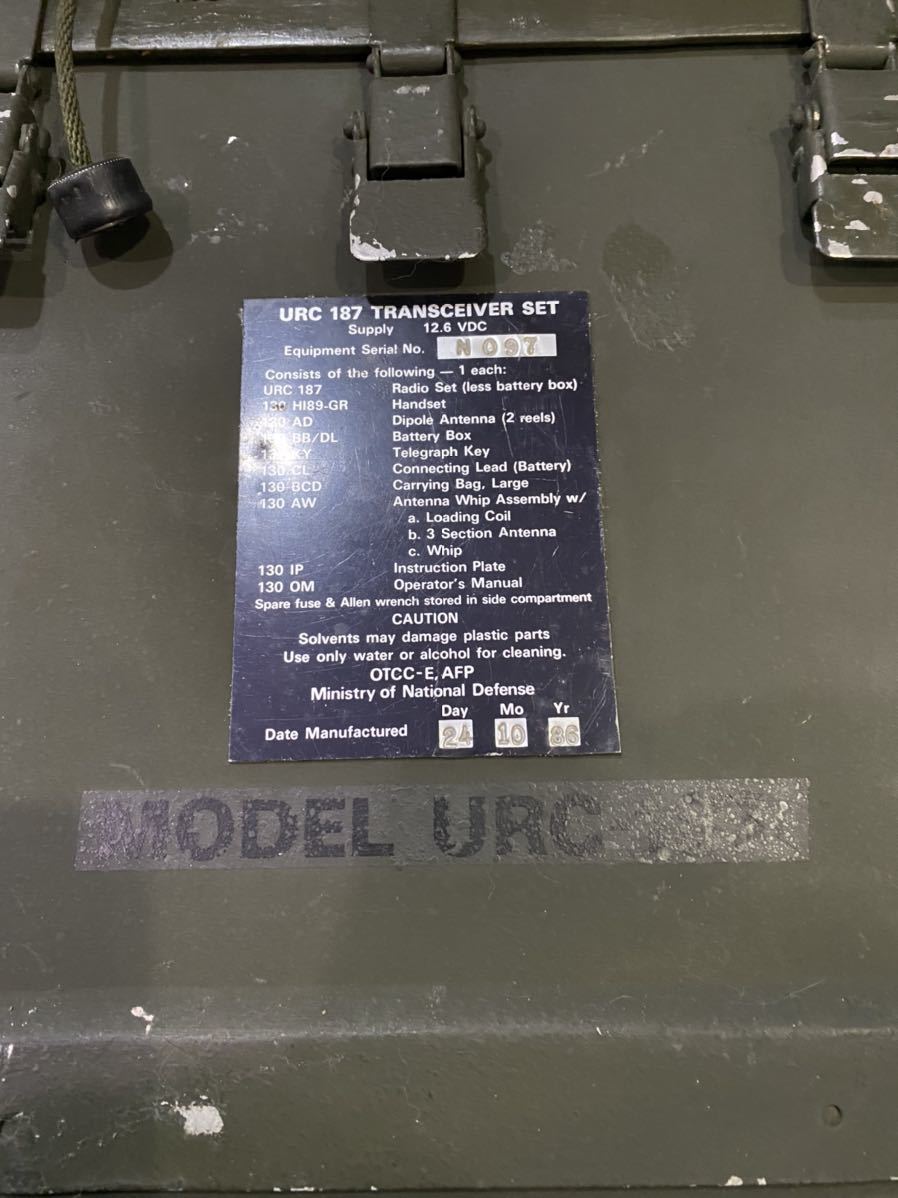 URC 187 TRANSCEIVER SET
Supply 12.6 VDC
Equipment Serial No. N 097
Consists of the following — 1 each:
URC 187 Radio Set (less battery box)
130 HI89-GR Handset
130 AD Dipole Antenna (2 reels)
BB/DL Battery Box
KY Telegraph Key
130 CL Connecting Lead (Battery)
130 BCD Carrying Bag, Large
130 AW Antenna Whip Assembly w/
a. Loading Coil
b. 3 Section Antenna
c. Whip
130 IP Instruction Plate
130 OM Operator's Manual
Spare fuse & Allen wrench stored in side compartment
CAUTION
Solvents may damage plastic parts
Use only water or alcohol for cleaning.
OTCC-E, AFP
Ministry of National Defense
Day Mo Yr
Date Manufactured 24 10 86
MODEL URC